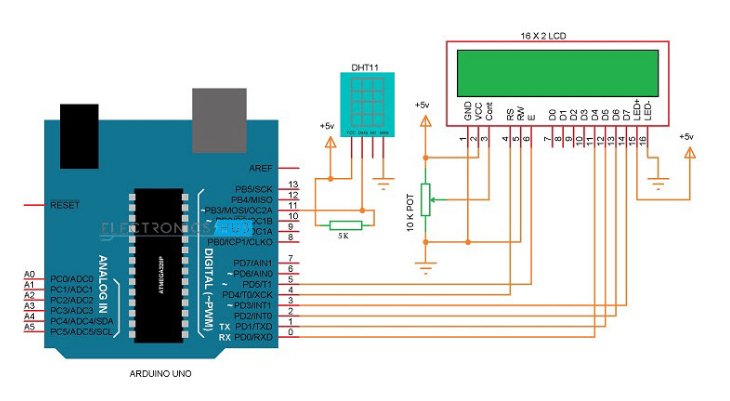 16 X 2 LCD
DHT11
+5v
+5v
GND
VCC
Cont
RS
RW
E
D0
D1
D2
D3
D4
D5
D6
D7
LED+
LED-
1
2
3
4
5
6
7
8
9
10
11
12
13
14
15
16
+5v
10 K POT
5K
AREF
PB5/SCK 13
PB4/MISO 12
~ PB3/MOSI/OC2A 11
10
9
PB0/ICP1/CLKO 8
PD7/AIN1 7
~ PD6/AIN0 6
~ PD5/T1 5
PD4/T0/XCK 4
~ PD3/INT1 3
PD2/INT0 2
TX PD1/TXD 1
RX PD0/RXD 0
RESET
ELECTRONICS
ATMEGA328P
ANALOG IN
DIGITAL (~PWM)
A0 PC0/ADC0
A1 PC1/ADC1
A2 PC2/ADC2
A3 PC3/ADC3
A4 PC4/ADC4/SDA
A5 PC5/ADC5/SCL
ARDUINO UNO